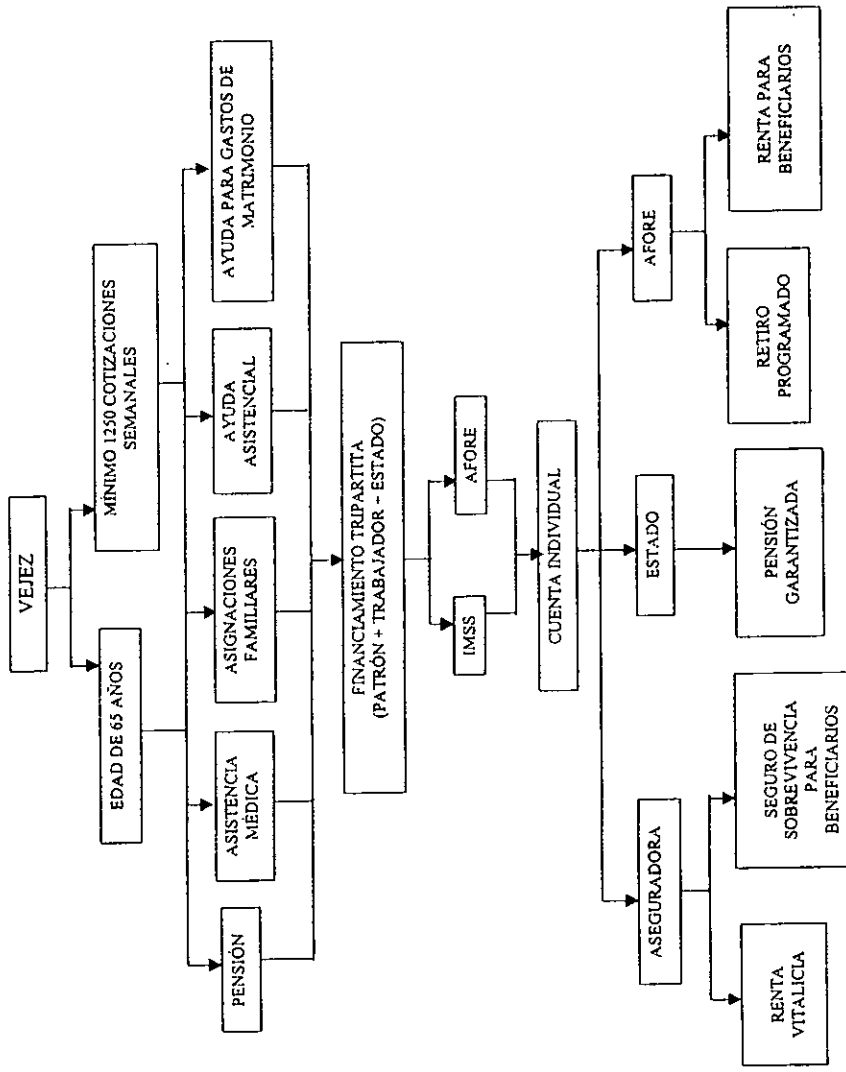 VEJEZ
EDAD DE 65 AÑOS
MÍNIMO 1250 COTIZACIONES
SEMANALES
PENSIÓN
ASISTENCIA
MÉDICA
ASIGNACIONES
FAMILIARES
AYUDA
ASISTENCIAL
AYUDA PARA GASTOS DE
MATRIMONIO
FINANCIAMIENTO TRIPARTITA
(PATRÓN + TRABAJADOR + ESTADO)
IMSS
AFORE
CUENTA INDIVIDUAL
ASEGURADORA
ESTADO
AFORE
RENTA
VITALICIA
SEGURO DE
SOBREVIVENCIA
PARA
BENEFICIARIOS
PENSIÓN
GARANTIZADA
RETIRO
PROGRAMADO
RENTA PARA
BENEFICIARIOS